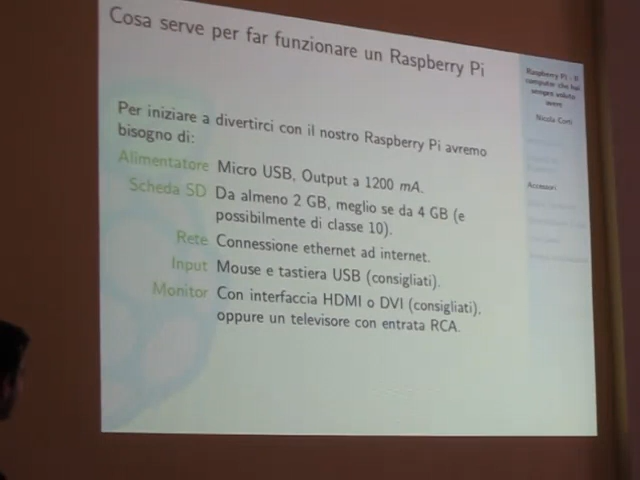 Cosa serve per far funzionare un Raspberry Pi
Per iniziare a divertirci con il nostro Raspberry Pi avremo
bisogno di:
Alimentatore Micro USB, Output a 1200 mA.
Scheda SD Da almeno 2 GB, meglio se da 4 GB (e
possibilmente di classe 10).
Rete Connessione ethernet ad internet.
Input Mouse e tastiera USB (consigliati).
Monitor Con interfaccia HDMI o DVI (consigliati),
oppure un televisore con entrata RCA.
Raspberry Pi - Il
computer che hai
sempre voluto
avere
Nicola Corti
Accessori